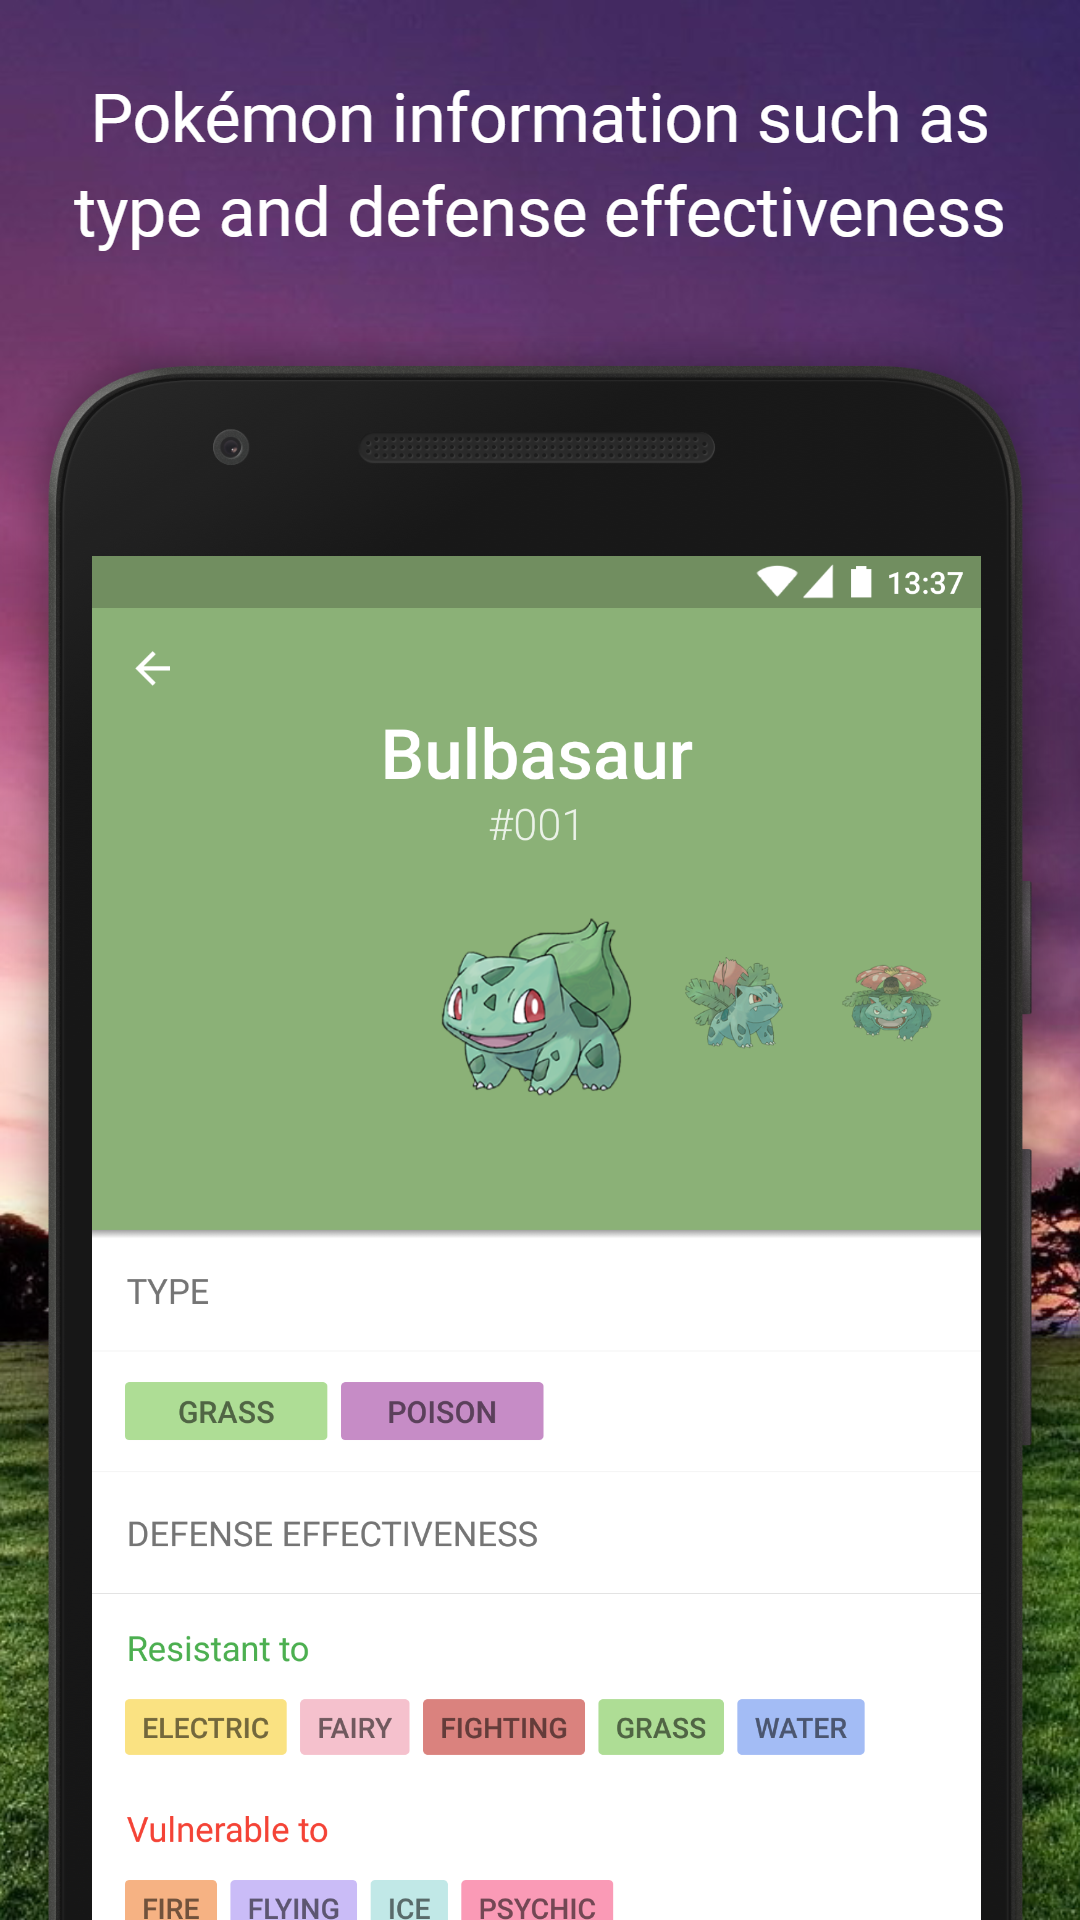 Pokémon information such as
type and defense effectiveness
13:37
Bulbasaur
#001
TYPE
GRASS POISON
DEFENSE EFFECTIVENESS
Resistant to
ELECTRIC FAIRY FIGHTING GRASS WATER
Vulnerable to
FIRE FLYING ICE PSYCHIC